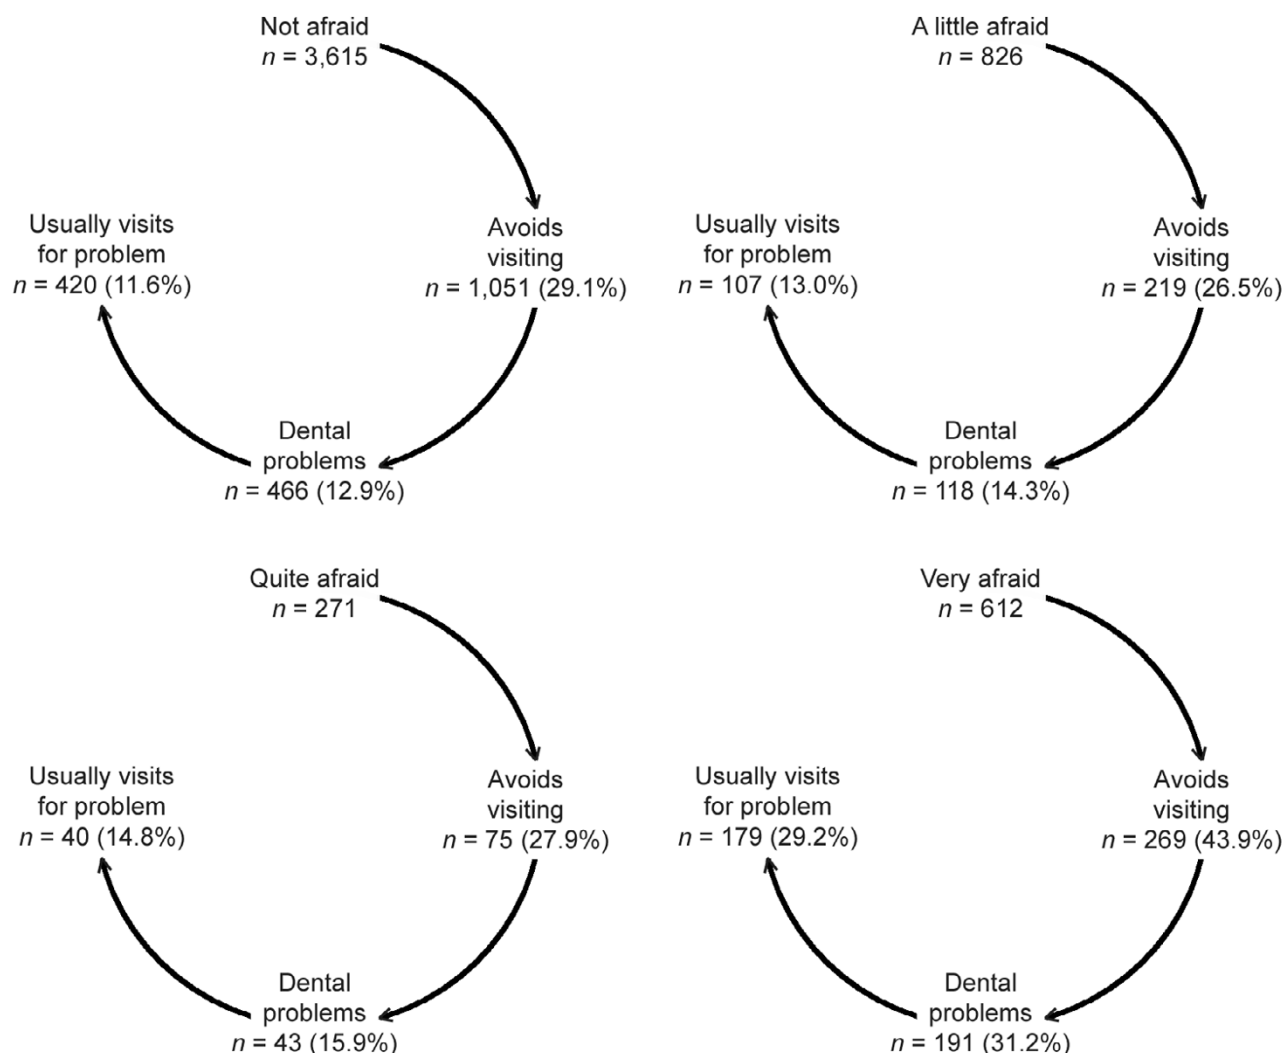 Not afraid
n = 3,615
Avoids
visiting
n = 1,051 (29.1%)
Dental
problems
n = 466 (12.9%)
Usually visits
for problem
n = 420 (11.6%)
A little afraid
n = 826
Avoids
visiting
n = 219 (26.5%)
Dental
problems
n = 118 (14.3%)
Usually visits
for problem
n = 107 (13.0%)
Quite afraid
n = 271
Avoids
visiting
n = 75 (27.9%)
Dental
problems
n = 43 (15.9%)
Usually visits
for problem
n = 40 (14.8%)
Very afraid
n = 612
Avoids
visiting
n = 269 (43.9%)
Dental
problems
n = 191 (31.2%)
Usually visits
for problem
n = 179 (29.2%)